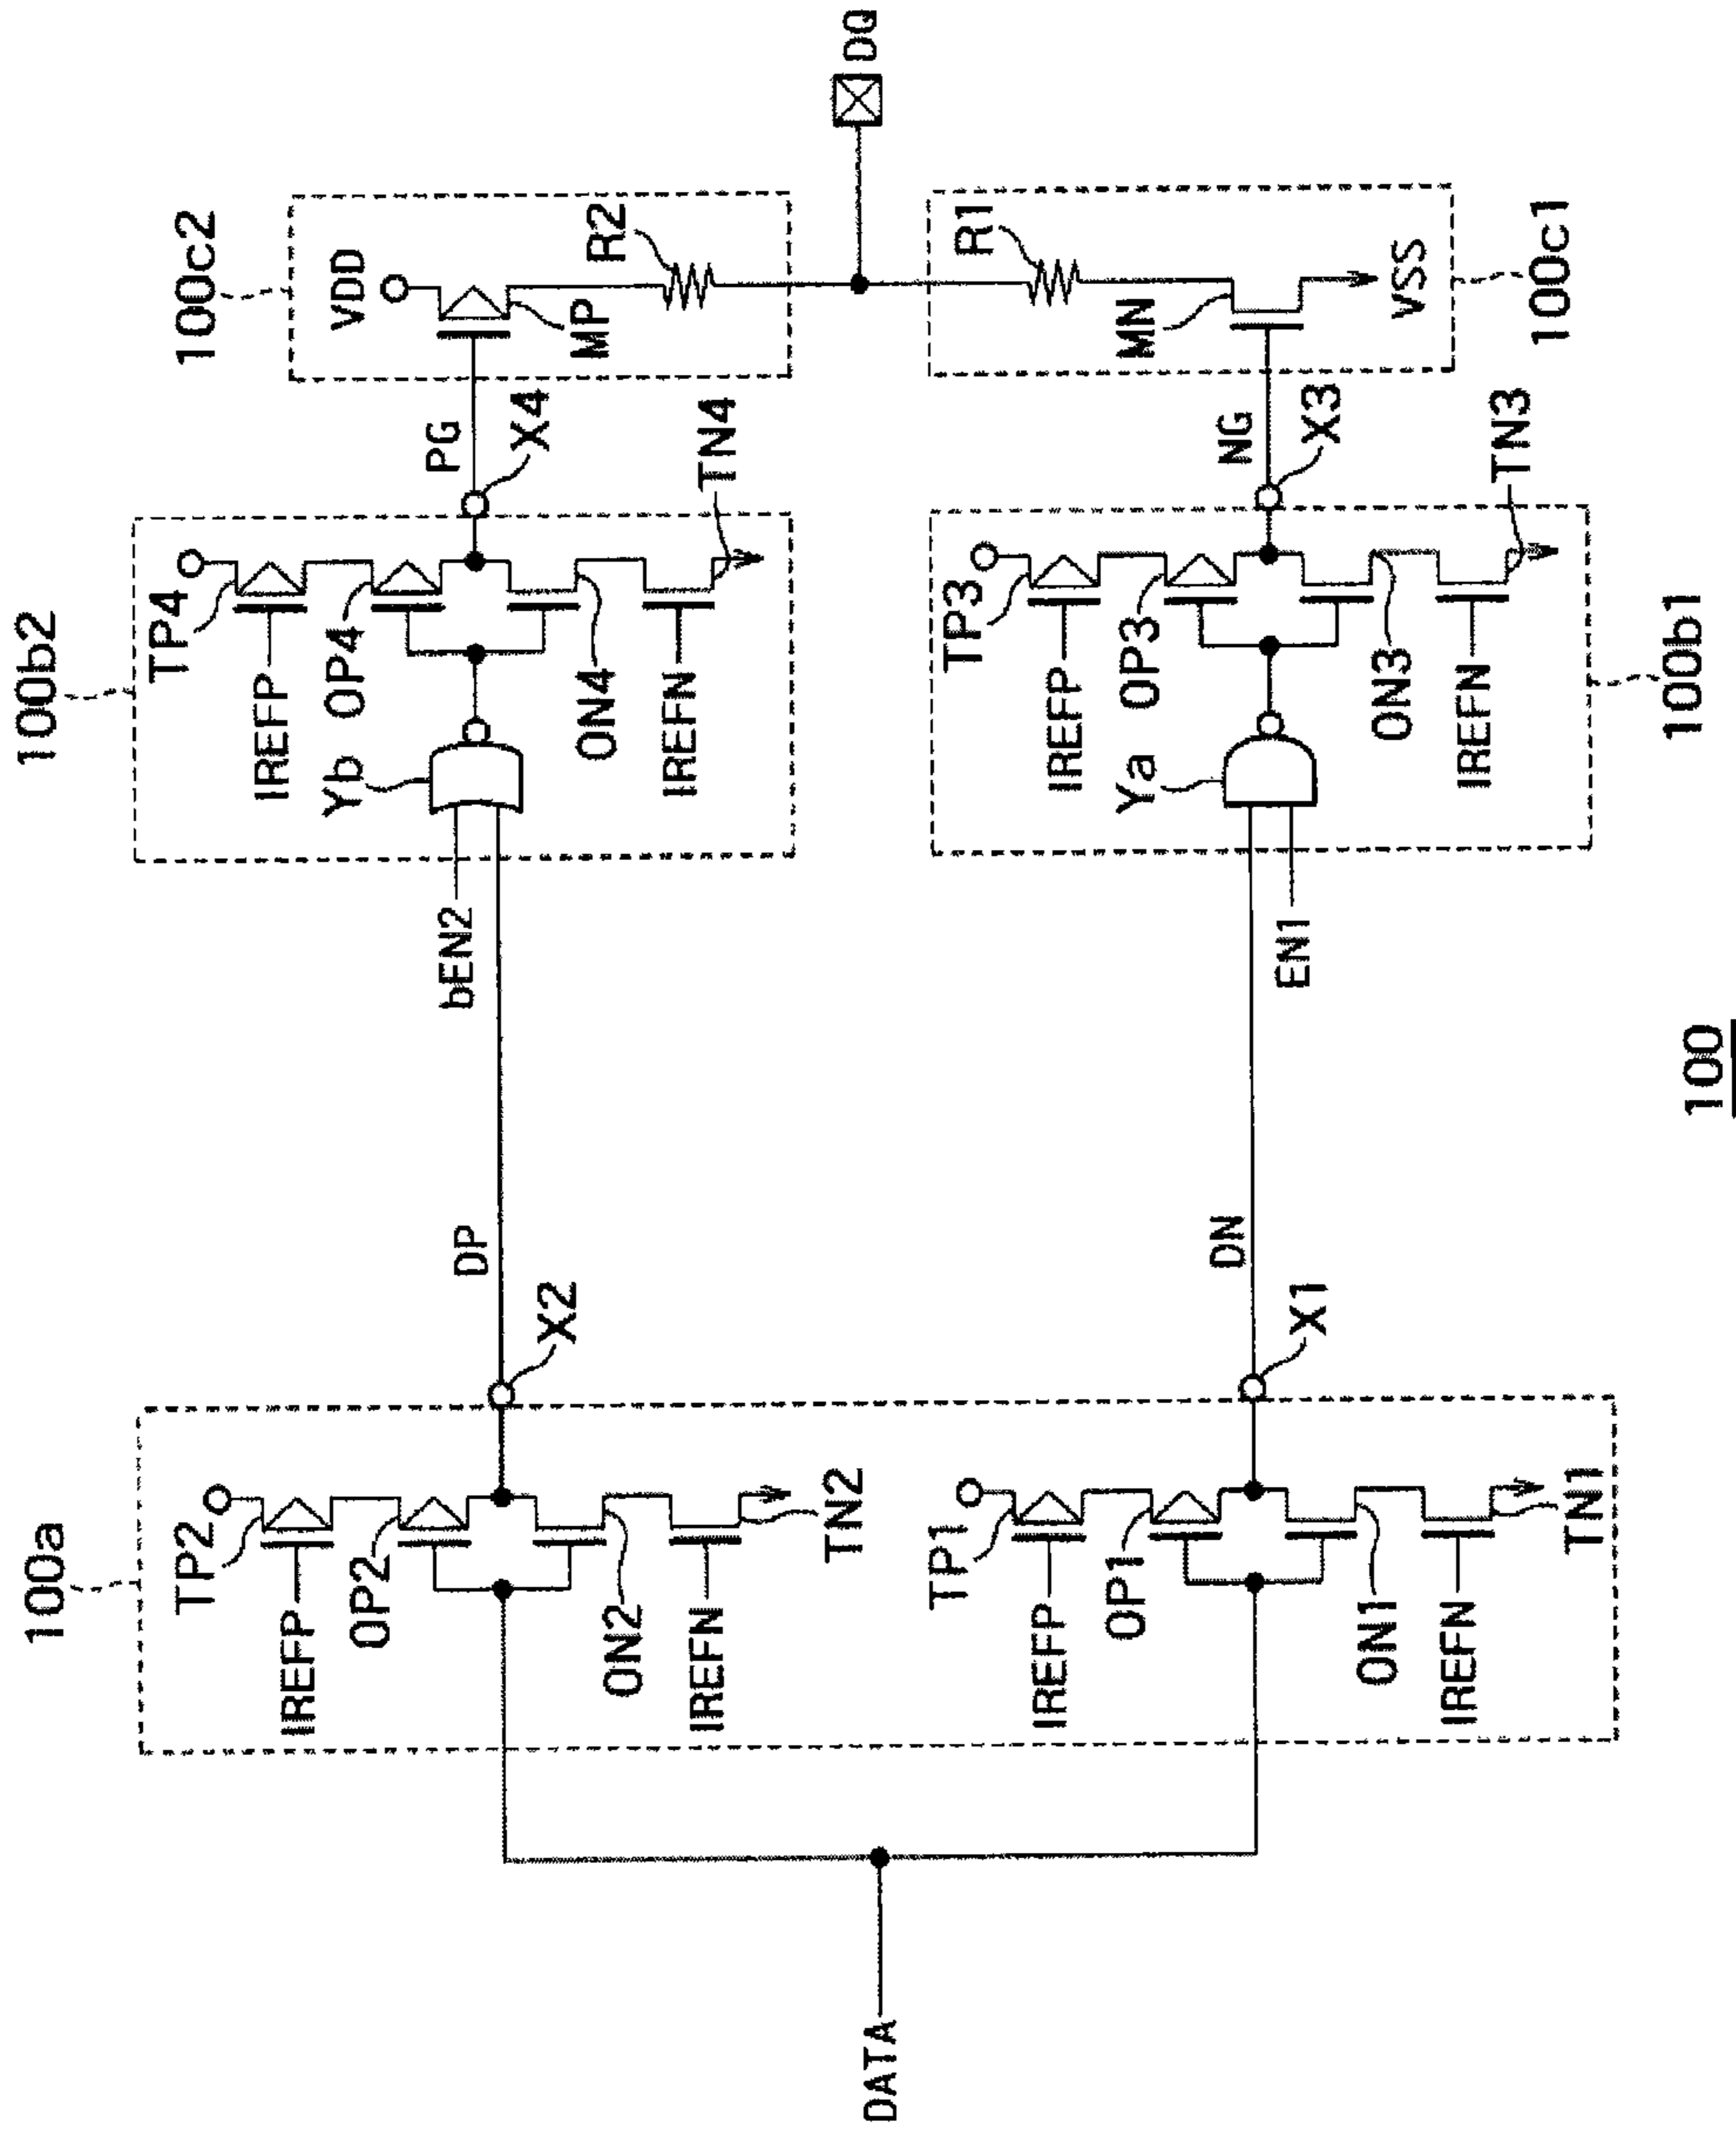 100a
TP2
IREFP
OP2
ON2
IREFN
TN2
X2
DP
TP1
IREFP
OP1
ON1
IREFN
TN1
X1
DN
DATA
100b2
TP4
IREFP
OP4
Yb
ON4
IREFN
TN4
bEN2
PG
X4
100b1
TP3
IREFP
OP3
Ya
ON3
IREFN
TN3
EN1
NG
X3
100c2
VDD
MP
R2
100c1
R1
MN
VSS
DQ
100